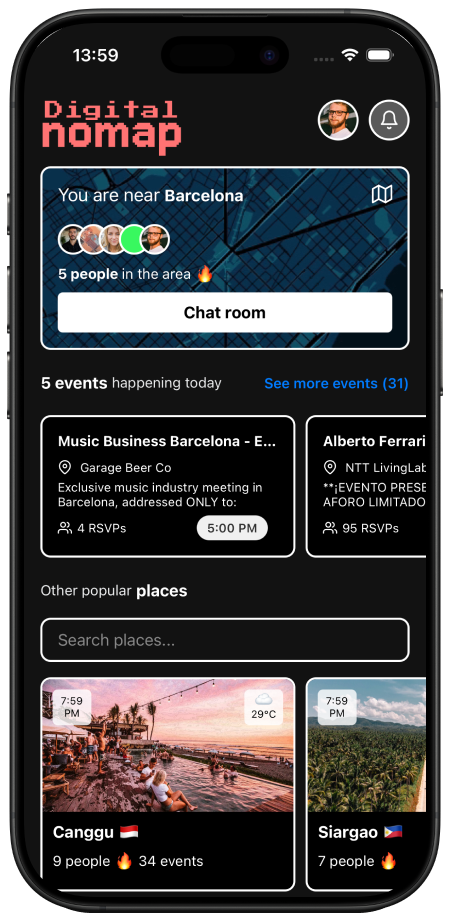 13:59
Digital
nomap
You are near Barcelona
5 people in the area 🔥
Chat room
5 events happening today
See more events (31)
Music Business Barcelona - E...
Garage Beer Co
Exclusive music industry meeting in
Barcelona, addressed ONLY to:
4 RSVPs
5:00 PM
Alberto Ferrari
NTT LivingLab
**¡EVENTO PRESE
AFORO LIMITADO
95 RSVPs
Other popular places
Search places...
7:59
PM
29°C
Canggu 🇮🇩
9 people 🔥 34 events
7:59
PM
Siargao 🇵🇭
7 people 🔥